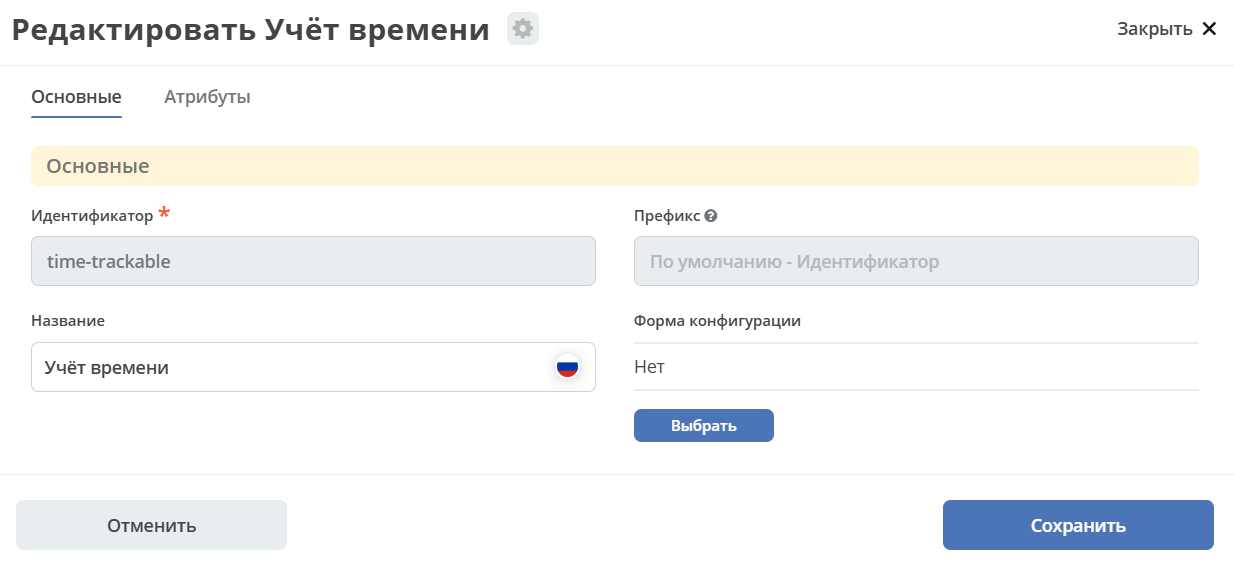 Редактировать Учёт времени
Закрыть
Основные
Атрибуты
Основные
Идентификатор *
Префикс
time-trackable
По умолчанию - Идентификатор
Название
Форма конфигурации
Учёт времени
Нет
Выбрать
Отменить
Сохранить